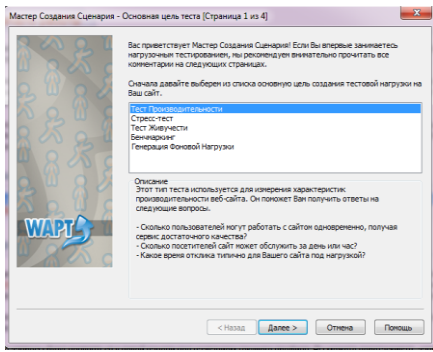 Мастер Создания Сценария - Основная цель теста [Страница 1 из 4]
Вас приветствует Мастер Создания Сценария! Если Вы впервые занимаетесь
нагрузочным тестированием, мы рекомендуем внимательно прочитать все
комментарии на следующих страницах.
Сначала давайте выберем из списка основную цель создания тестовой нагрузки на
Ваш сайт.
Тест Производительности
Стресс-тест
Тест Живучести
Бенчмаркинг
Генерация Фоновой Нагрузки
Описание
Этот тип теста используется для измерения характеристик
производительности веб-сайта. Он поможет Вам получить ответы на
следующие вопросы.
- Сколько пользователей могут работать с сайтом одновременно, получая
сервис достаточного качества?
- Сколько посетителей сайт может обслужить за день или час?
- Какое время отклика типично для Вашего сайта под нагрузкой?
WAPT
< Назад
Далее >
Отмена
Помощь